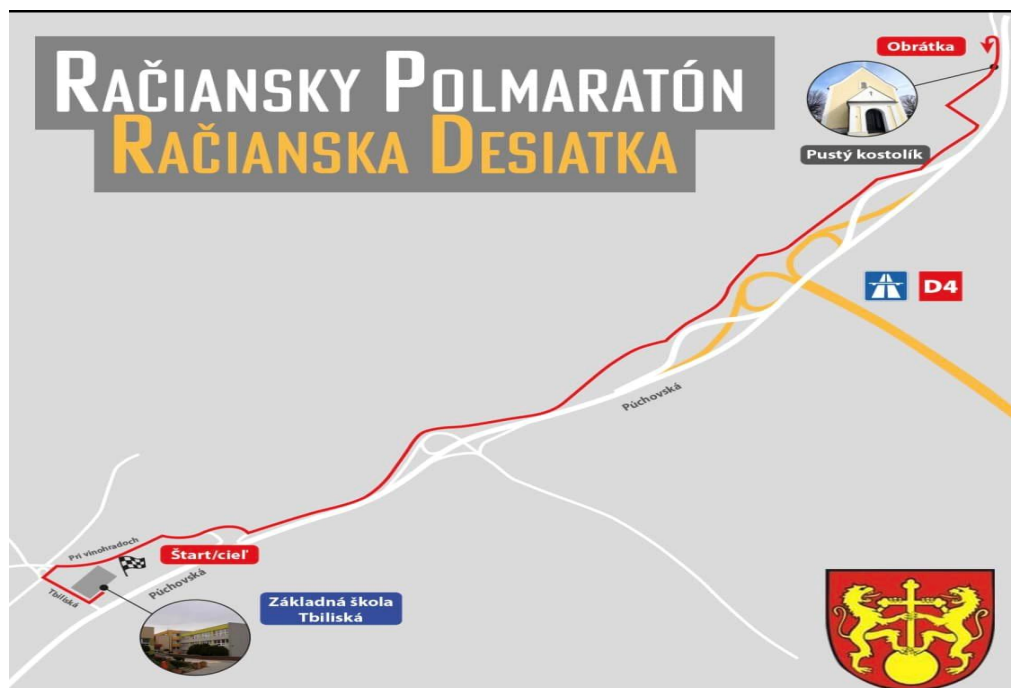 RAČIANSKY POLMARATÓN
RAČIANSKA DESIATKA
Obrátka
Pustý kostolík
D4
Púchovská
Pri vinohradoch
Štart/cieľ
Tbiliská
Púchovská
Základná škola
Tbiliská